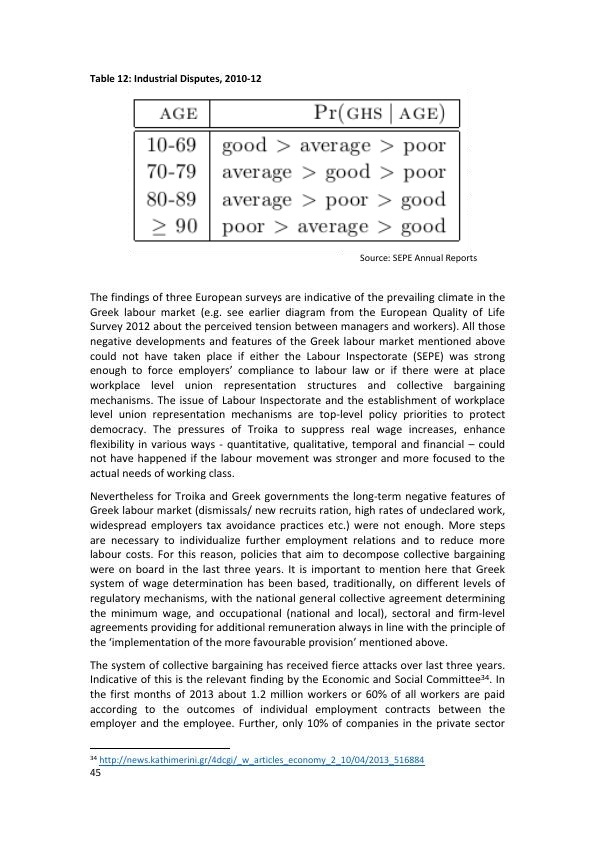 Table 12: Industrial Disputes, 2010-12
AGE Pr(GHS | AGE)
10-69 good > average > poor
70-79 average > good > poor
80-89 average > poor > good
≥ 90 poor > average > good
Source: SEPE Annual Reports
The findings of three European surveys are indicative of the prevailing climate in the
Greek labour market (e.g. see earlier diagram from the European Quality of Life
Survey 2012 about the perceived tension between managers and workers). All those
negative developments and features of the Greek labour market mentioned above
could not have taken place if either the Labour Inspectorate (SEPE) was strong
enough to force employers’ compliance to labour law or if there were at place
workplace level union representation structures and collective bargaining
mechanisms. The issue of Labour Inspectorate and the establishment of workplace
level union representation mechanisms are top-level policy priorities to protect
democracy. The pressures of Troika to suppress real wage increases, enhance
flexibility in various ways - quantitative, qualitative, temporal and financial – could
not have happened if the labour movement was stronger and more focused to the
actual needs of working class.
Nevertheless for Troika and Greek governments the long-term negative features of
Greek labour market (dismissals/ new recruits ration, high rates of undeclared work,
widespread employers tax avoidance practices etc.) were not enough. More steps
are necessary to individualize further employment relations and to reduce more
labour costs. For this reason, policies that aim to decompose collective bargaining
were on board in the last three years. It is important to mention here that Greek
system of wage determination has been based, traditionally, on different levels of
regulatory mechanisms, with the national general collective agreement determining
the minimum wage, and occupational (national and local), sectoral and firm-level
agreements providing for additional remuneration always in line with the principle of
the ‘implementation of the more favourable provision’ mentioned above.
The system of collective bargaining has received fierce attacks over last three years.
Indicative of this is the relevant finding by the Economic and Social Committee³⁴. In
the first months of 2013 about 1.2 million workers or 60% of all workers are paid
according to the outcomes of individual employment contracts between the
employer and the employee. Further, only 10% of companies in the private sector
³⁴ http://news.kathimerini.gr/4dcgi/_w_articles_economy_2_10/04/2013_516884
45